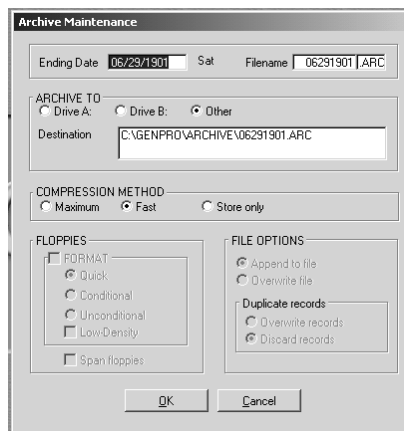 Archive Maintenance
Ending Date 06/29/1901 Sat Filename 06291901 .ARC
ARCHIVE TO
Drive A: Drive B: Other
Destination C:\GENPRO\ARCHIVE\06291901.ARC
COMPRESSION METHOD
Maximum Fast Store only
FLOPPIES
FORMAT
Quick
Conditional
Unconditional
Low-Density
Span floppies
FILE OPTIONS
Append to file
Overwrite file
Duplicate records
Overwrite records
Discard records
OK Cancel